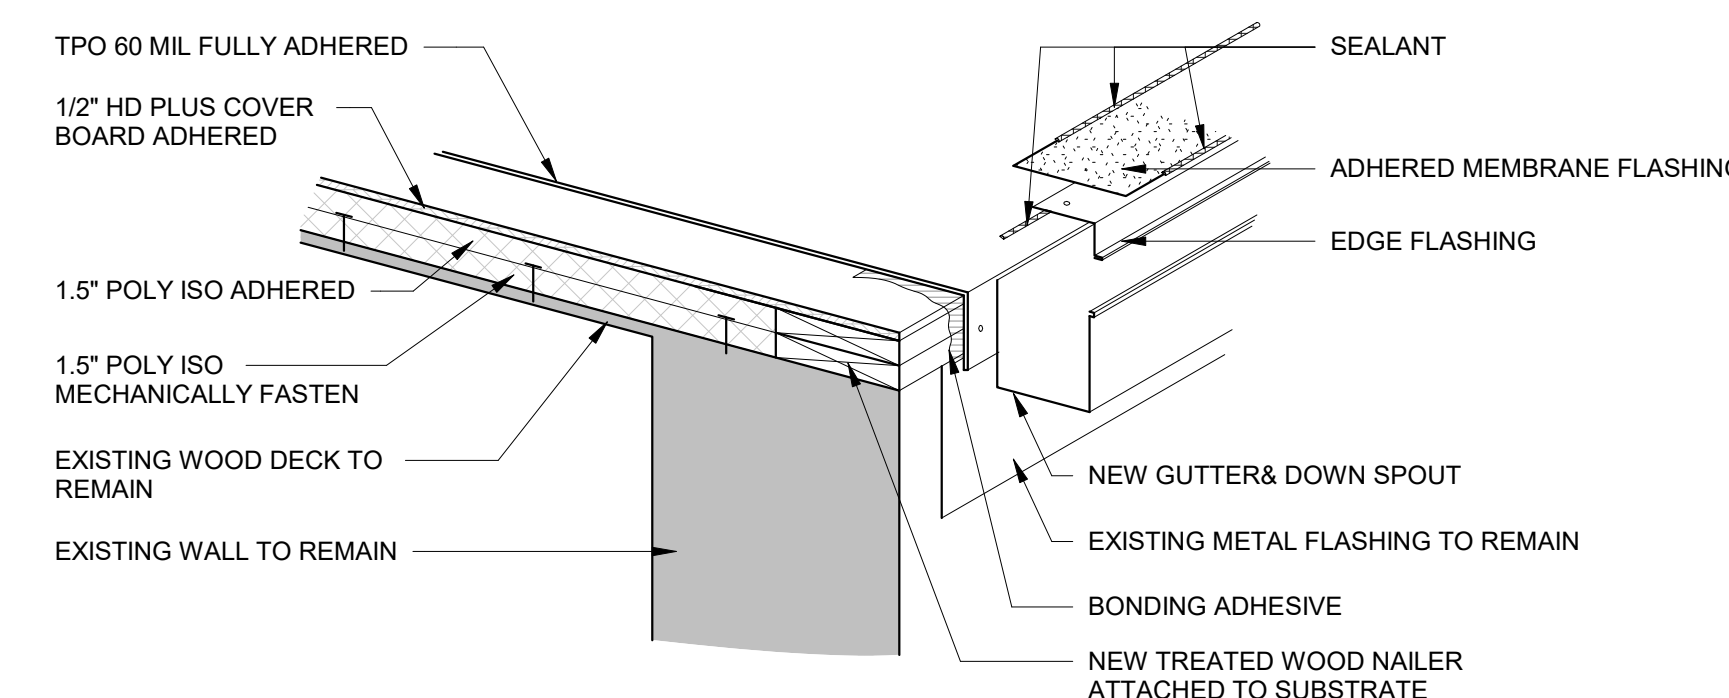 TPO 60 MIL FULLY ADHERED
1/2" HD PLUS COVER
BOARD ADHERED
1.5" POLY ISO ADHERED
1.5" POLY ISO
MECHANICALLY FASTEN
EXISTING WOOD DECK TO
REMAIN
EXISTING WALL TO REMAIN
SEALANT
ADHERED MEMBRANE FLASHING
EDGE FLASHING
NEW GUTTER& DOWN SPOUT
EXISTING METAL FLASHING TO REMAIN
BONDING ADHESIVE
NEW TREATED WOOD NAILER
ATTACHED TO SUBSTRATE